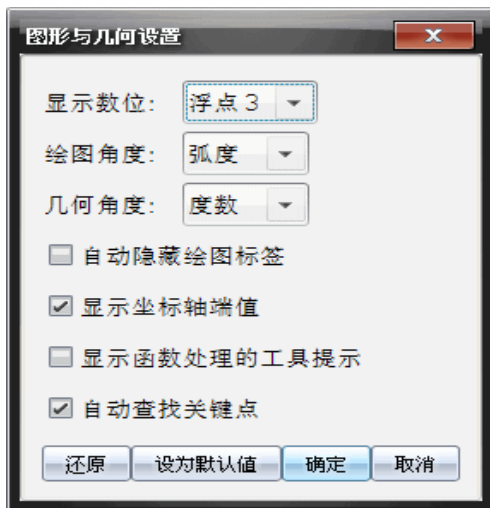 图形与几何设置
显示数位: 浮点 3
绘图角度: 弧度
几何角度: 度数
自动隐藏绘图标签
显示坐标轴端值
显示函数处理的工具提示
自动查找关键点
还原 设为默认值 确定 取消